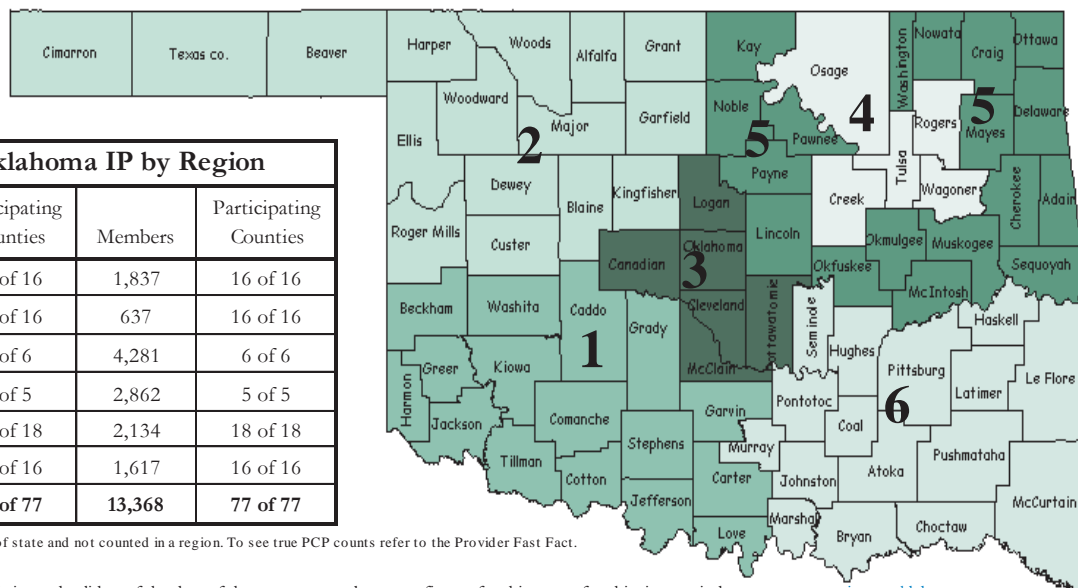 Cimarron
Texas co.
Beaver
Harper
Woods
Alfalfa
Grant
Kay
Osage
Washington
Nowata
Craig
Ottawa
Woodward
Ellis
Major
Garfield
Noble
Pawnee
Rogers
Mayes
Delaware
2
5
4
5
Dewey
Blaine
Kingfisher
Logan
Payne
Creek
Tulsa
Wagoner
Cherokee
Adair
Roger Mills
Custer
Canadian
Oklahoma
Lincoln
Okfuskee
Okmulgee
Muskogee
Sequoyah
McIntosh
3
Beckham
Washita
Caddo
Grady
Cleveland
McClain
Seminole
Hughes
Haskell
Pittsburg
Latimer
Le Flore
1
6
Harmon
Greer
Kiowa
Jackson
Comanche
Tillman
Cotton
Stephens
Jefferson
Garvin
Murray
Carter
Love
Pontotoc
Coal
Johnston
Atoka
Pushmataha
McCurtain
Bryan
Choctaw
klahoma IP by Region
Members
Participating
Counties
of 16 1,837 16 of 16
of 16 637 16 of 16
of 6 4,281 6 of 6
of 5 2,862 5 of 5
of 18 2,134 18 of 18
of 16 1,617 16 of 16
of 77 13,368 77 of 77
of state and not counted in a region. To see true PCP counts refer to the Provider Fast Fact.